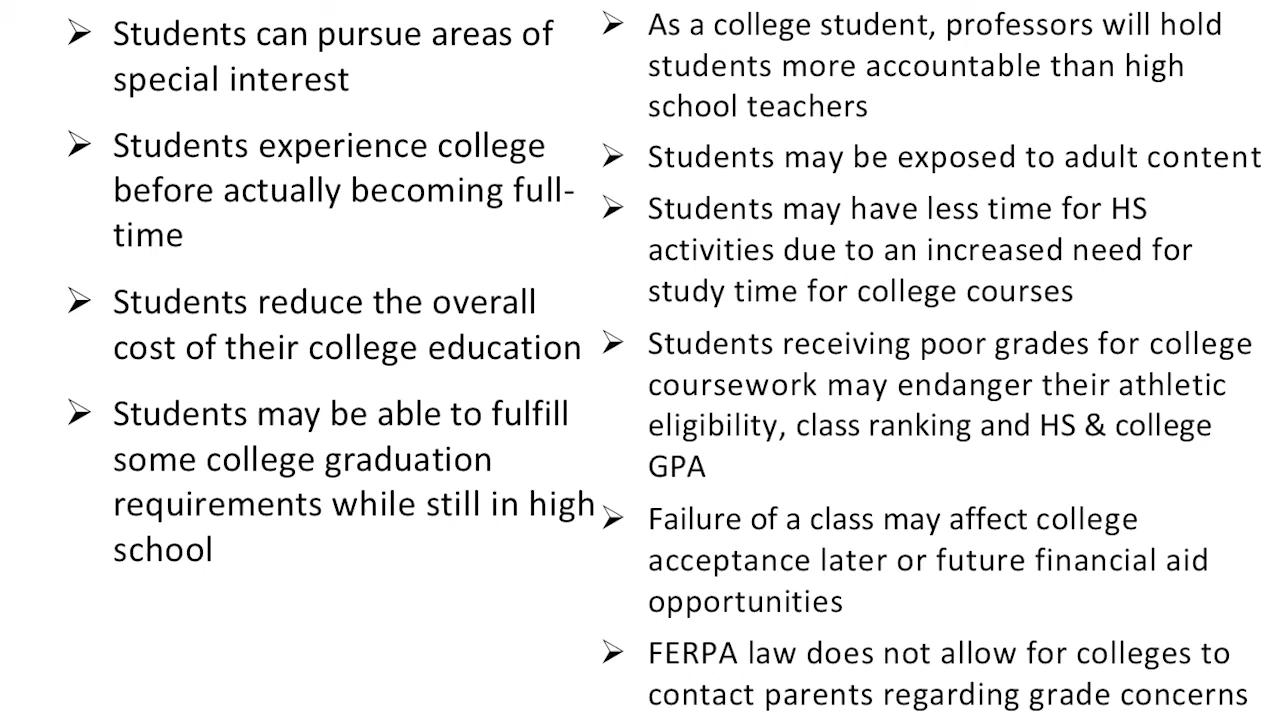 ➢ Students can pursue areas of
special interest
➢ Students experience college
before actually becoming full-
time
➢ Students reduce the overall
cost of their college education
➢ Students may be able to fulfill
some college graduation
requirements while still in high
school
➢ As a college student, professors will hold
students more accountable than high
school teachers
➢ Students may be exposed to adult content
➢ Students may have less time for HS
activities due to an increased need for
study time for college courses
➢ Students receiving poor grades for college
coursework may endanger their athletic
eligibility, class ranking and HS & college
GPA
➢ Failure of a class may affect college
acceptance later or future financial aid
opportunities
➢ FERPA law does not allow for colleges to
contact parents regarding grade concerns